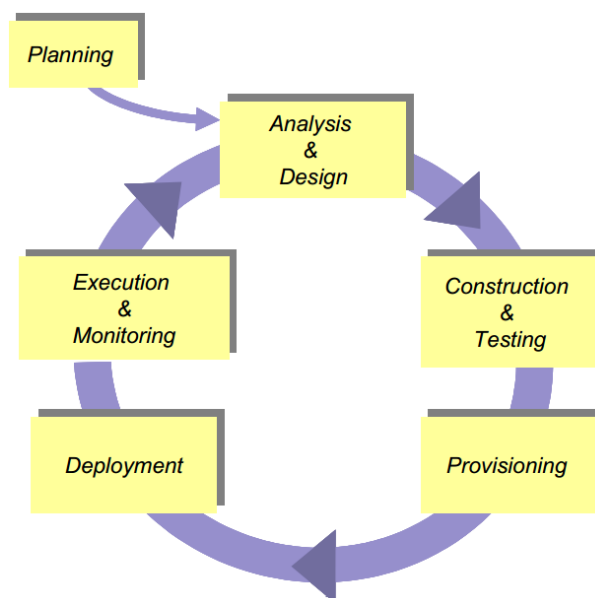 Planning
Analysis
&
Design
Construction
&
Testing
Provisioning
Deployment
Execution
&
Monitoring